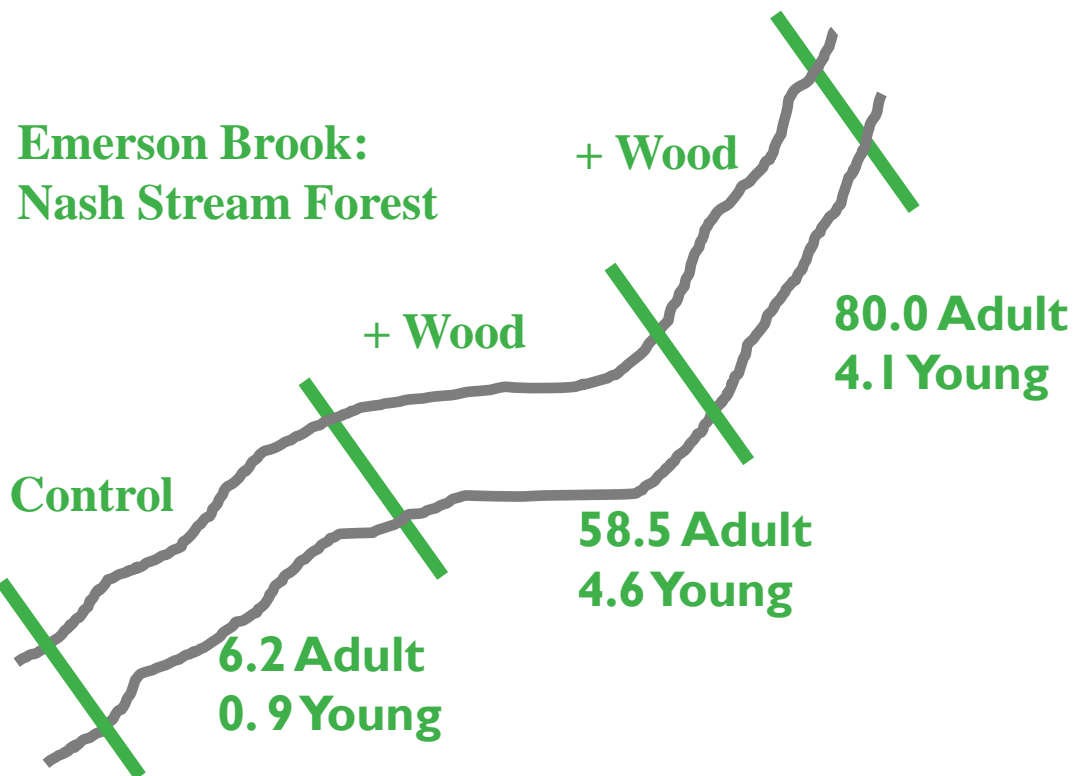 Emerson Brook:
Nash Stream Forest
+ Wood
80.0 Adult
4.1 Young
+ Wood
58.5 Adult
4.6 Young
Control
6.2 Adult
0. 9 Young